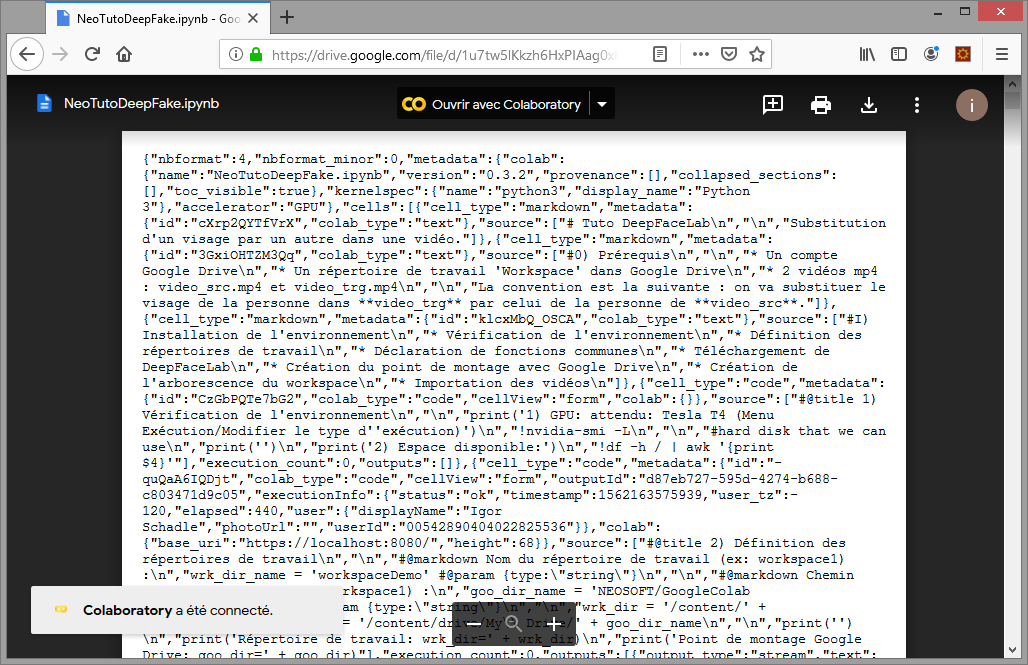 NeoTutoDeepFake.ipynb - Goo
https://drive.google.com/file/d/1u7tw5lKkzh6HxPIAag0x
NeoTutoDeepFake.ipynb
Ouvrir avec Colaboratory
i
{"nbformat":4,"nbformat_minor":0,"metadata":{"colab":
{"name":"NeoTutoDeepFake.ipynb","version":"0.3.2","provenance":[],"collapsed_sections":
[],"toc_visible":true},"kernelspec":{"name":"python3","display_name":"Python
3"},"accelerator":"GPU"},"cells":[{"cell_type":"markdown","metadata":
{"id":"cXrp2QYTfVrX","colab_type":"text"},"source":["# Tuto DeepFaceLab\n","\n","Substitution
d'un visage par un autre dans une vidéo."]},{"cell_type":"markdown","metadata":
{"id":"3GxiOHTZM3Qq","colab_type":"text"},"source":["#0) Prérequis\n","\n","* Un compte
Google Drive\n","* Un répertoire de travail 'Workspace' dans Google Drive\n","* 2 vidéos mp4
: video_src.mp4 et video_trg.mp4\n","\n","La convention est la suivante : on va substituer le
visage de la personne dans **video_trg** par celui de la personne de **video_src**."]},
{"cell_type":"markdown","metadata":{"id":"klcxMbQ_OSCA","colab_type":"text"},"source":["#I)
Installation de l'environnement\n","* Vérification de l'environnement\n","* Définition des
répertoires de travail\n","* Déclaration de fonctions communes\n","* Téléchargement de
DeepFaceLab\n","* Création du point de montage avec Google Drive\n","* Création de
l'arborescence du workspace\n","* Importation des vidéos\n"]},{"cell_type":"code","metadata":
{"id":"CzGbPQTe7bG2","colab_type":"code","cellView":"form","colab":{}},"source":["#@title 1)
Vérification de l'environnement\n","\n","print('1) GPU: attendu: Tesla T4 (Menu
Exécution/Modifier le type d''exécution)')\n","!nvidia-smi -L\n","\n","#hard disk that we can
use\n","print('')\n","print('2) Espace disponible:')\n","!df -h / | awk '{print
$4}'"],"execution_count":0,"outputs":[]},{"cell_type":"code","metadata":{"id":"-
quQaA6IQDjt","colab_type":"code","cellView":"form","outputId":"d87eb727-595d-4274-b688-
c803471d9c05","executionInfo":{"status":"ok","timestamp":1562163575939,"user_tz":-
120,"elapsed":440,"user":{"displayName":"Igor
Schadle","photoUrl":"","userId":"00542890404022825536"}},"colab":
{"base_uri":"https://localhost:8080/","height":68}},"source":["#@title 2) Définition des
répertoires de travail\n","\n","#@markdown Nom du répertoire de travail (ex: workspace1)
:\n","wrk_dir_name = 'workspaceDemo' #@param {type:\"string\"}\n","\n","#@markdown Chemin
rkspace1) :\n","goo_dir_name = 'NEOSOFT/GoogleColab
am {type:\"string\"}\n","\n","wrk_dir = '/content/' +
= '/content/drive/My Drive/' + goo_dir_name\n","\n","print('')
\n","print('Répertoire de travail: wrk_dir=' + wrk_dir)\n","print('Point de montage Google
Drive: goo_dir=' + goo_dir)"],"execution_count":0,"outputs":[{"output_type":"stream","text":
Colaboratory a été connecté.